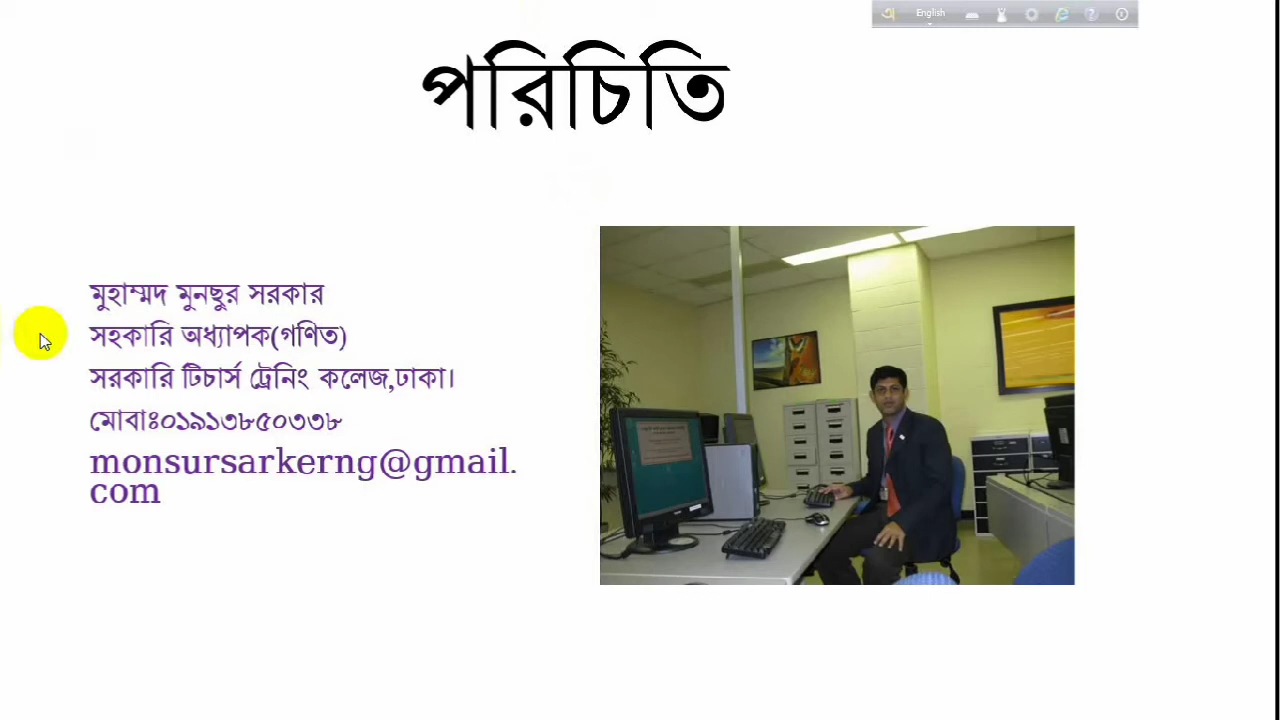 English
পরিচিতি
মুহাম্মদ মুনছুর সরকার
সহকারি অধ্যাপক(গণিত)
সরকারি টিচার্স ট্রেনিং কলেজ,ঢাকা।
মোবাঃ০১৯১৩৮৫০৩৩৮
monsursarkerng@gmail.
com